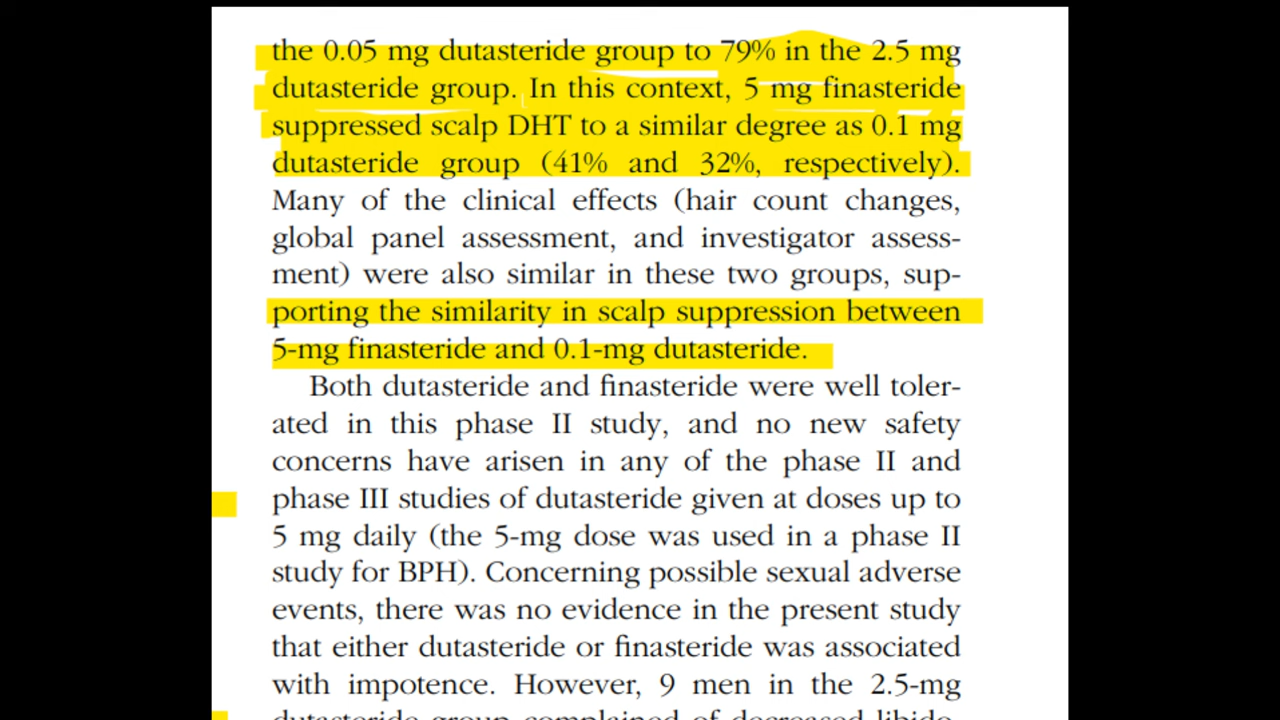 the 0.05 mg dutasteride group to 79% in the 2.5 mg
dutasteride group. In this context, 5 mg finasteride
suppressed scalp DHT to a similar degree as 0.1 mg
dutasteride group (41% and 32%, respectively).
Many of the clinical effects (hair count changes,
global panel assessment, and investigator assess-
ment) were also similar in these two groups, sup-
porting the similarity in scalp suppression between
5-mg finasteride and 0.1-mg dutasteride.
Both dutasteride and finasteride were well toler-
ated in this phase II study, and no new safety
concerns have arisen in any of the phase II and
phase III studies of dutasteride given at doses up to
5 mg daily (the 5-mg dose was used in a phase II
study for BPH). Concerning possible sexual adverse
events, there was no evidence in the present study
that either dutasteride or finasteride was associated
with impotence. However, 9 men in the 2.5-mg
dutasteride group complained of decreased libido,